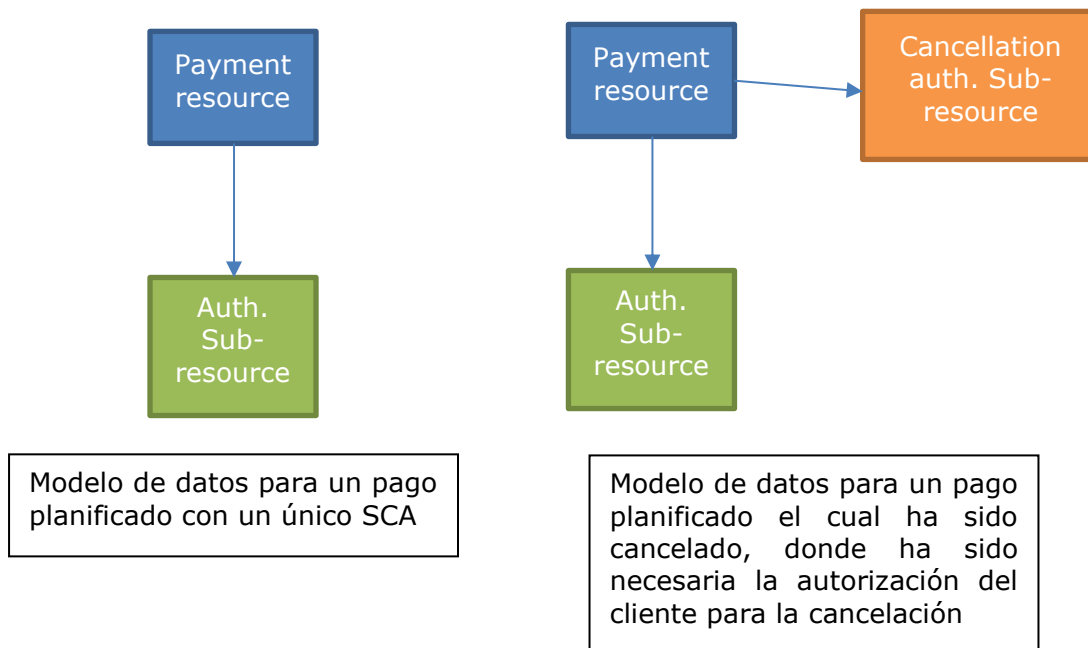 Payment
resource
Auth.
Sub-
resource
Modelo de datos para un pago
planificado con un único SCA
Payment
resource
Cancellation
auth. Sub-
resource
Auth.
Sub-
resource
Modelo de datos para un pago
planificado el cual ha sido
cancelado, donde ha sido
necesaria la autorización del
cliente para la cancelación